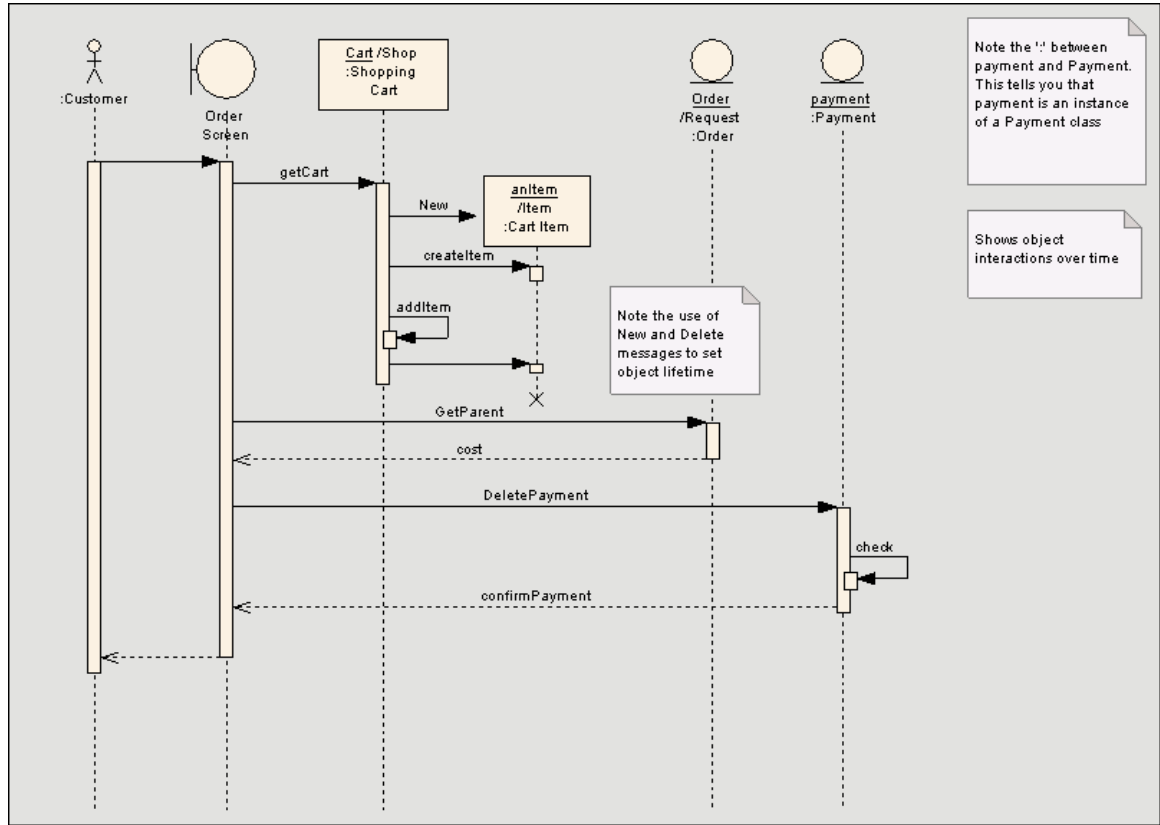 :Customer
Order
Screen
Cart /Shop
:Shopping
Cart
Order
/Request
:Order
payment
:Payment
Note the ':' between
payment and Payment.
This tells you that
payment is an instance
of a Payment class
getCart
New
anItem
/Item
:Cart Item
Shows object
interactions over time
createItem
addItem
Note the use of
New and Delete
messages to set
object lifetime
GetParent
cost
DeletePayment
check
confirmPayment